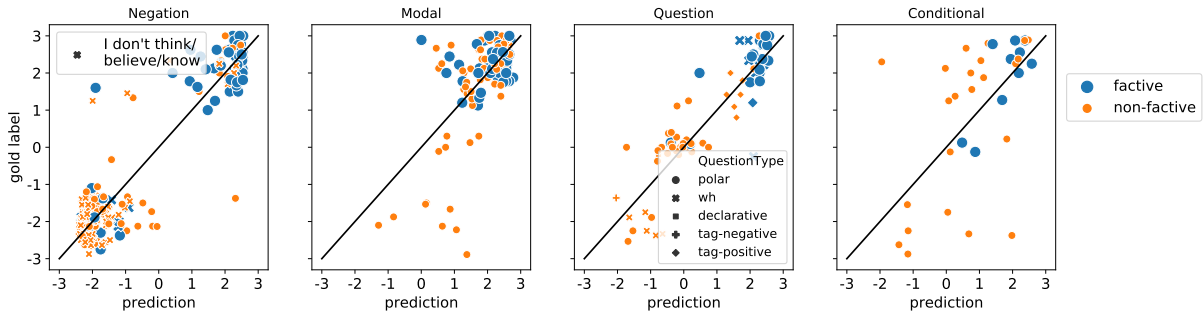 Negation
Modal
Question
Conditional
3
2
1
0
-1
-2
-3
gold label
I don't think/
believe/know
QuestionType
polar
wh
declarative
tag-negative
tag-positive
factive
non-factive
-3 -2 -1 0 1 2 3
-3 -2 -1 0 1 2 3
-3 -2 -1 0 1 2 3
-3 -2 -1 0 1 2 3
prediction
prediction
prediction
prediction